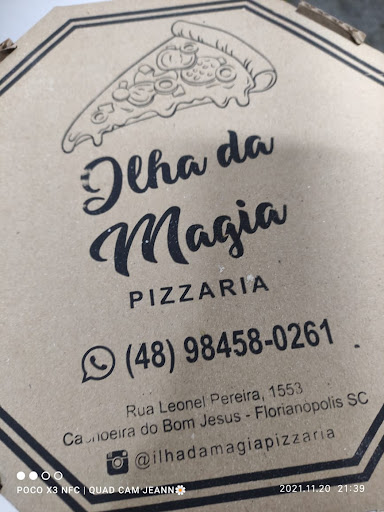 Ilha da
Magia
PIZZARIA
(48) 98458-0261
Rua Leonel Pereira, 1553
Cachoeira do Bom Jesus - Florianópolis SC
@ilhadamagiapizzaria
POCO X3 NFC | QUAD CAM JEANN
2021.11.20 21:39